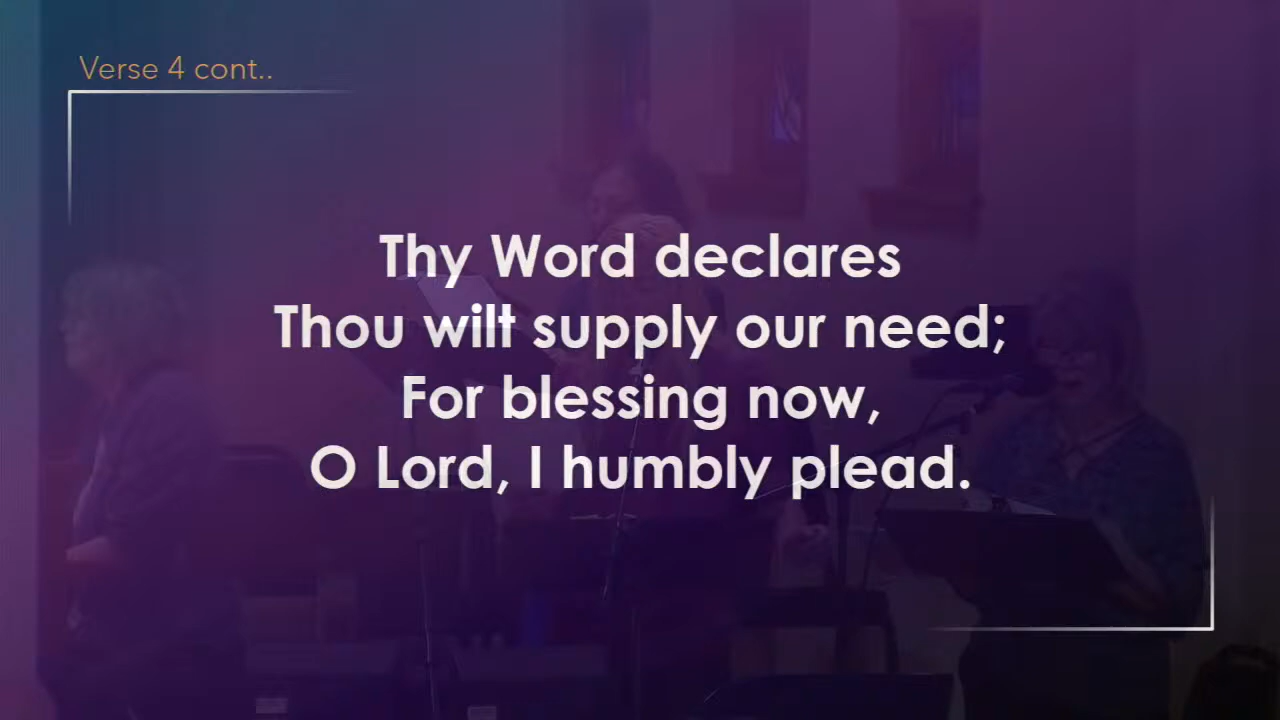 Verse 4 cont..
Thy Word declares
Thou wilt supply our need;
For blessing now,
O Lord, I humbly plead.